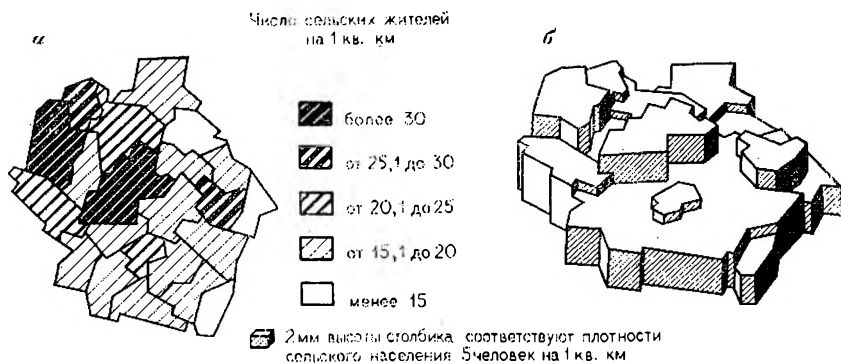 а
Число сельских жителей
на 1 кв. км
б
более 30
от 25,1 до 30
от 20,1 до 25
от 15,1 до 20
менее 15
2 мм высоты столбика соответствуют плотности
сельского населения 5 человек на 1 кв. км